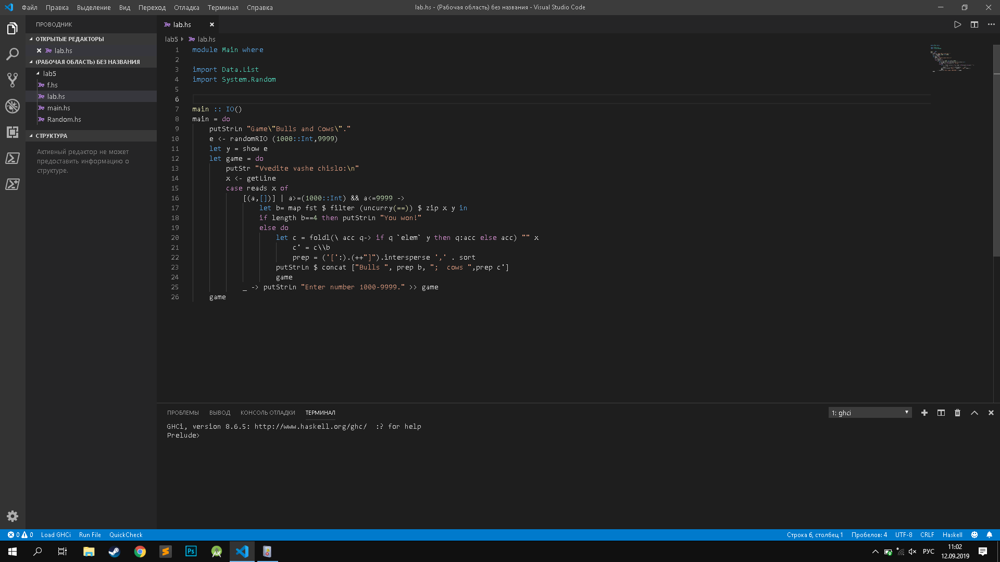 Файл Правка Выделение Вид Переход Отладка Терминал Справка
lab.hs - (Рабочая область) без названия - Visual Studio Code
ПРОВОДНИК
ОТКРЫТЫЕ РЕДАКТОРЫ
lab.hs
(РАБОЧАЯ ОБЛАСТЬ) БЕЗ НАЗВАНИЯ
lab5
f.hs
lab.hs
main.hs
Random.hs
СТРУКТУРА
Активный редактор не может
предоставить информацию о
структуре.
lab.hs
lab5 lab.hs
1 module Main where
2
3 import Data.List
4 import System.Random
5
6
7 main :: IO()
8 main = do
9     putStrLn "Game\"Bulls and Cows\"."
10     e <- randomRIO (1000::Int,9999)
11     let y = show e
12     let game = do
13         putStr "Vvedite vashe chislo:\n"
14         x <- getLine
15         case reads x of
16             [(a,[])] | a>=(1000::Int) && a<=9999 ->
17                 let b= map fst $ filter (uncurry(==)) $ zip x y in
18                 if length b==4 then putStrLn "You won!"
19                 else do
20                     let c = foldl(\ acc q-> if q `elem` y then q:acc else acc) "" x
21                         c' = c\\b
22                         prep = ('[':).(++"]").intersperse ',' . sort
23                     putStrLn $ concat ["Bulls ", prep b, ";  cows ",prep c']
24                     game
25             _ -> putStrLn "Enter number 1000-9999." >> game
26     game
ПРОБЛЕМЫ ВЫВОД КОНСОЛЬ ОТЛАДКИ ТЕРМИНАЛ
1: ghci
GHCi, version 8.6.5: http://www.haskell.org/ghc/  :? for help
Prelude>
0 0 Load GHCi Run File QuickCheck
Строка 6, столбец 1 Пробелов: 4 UTF-8 CRLF Haskell
Ps
РУС
11:02
12.09.2019